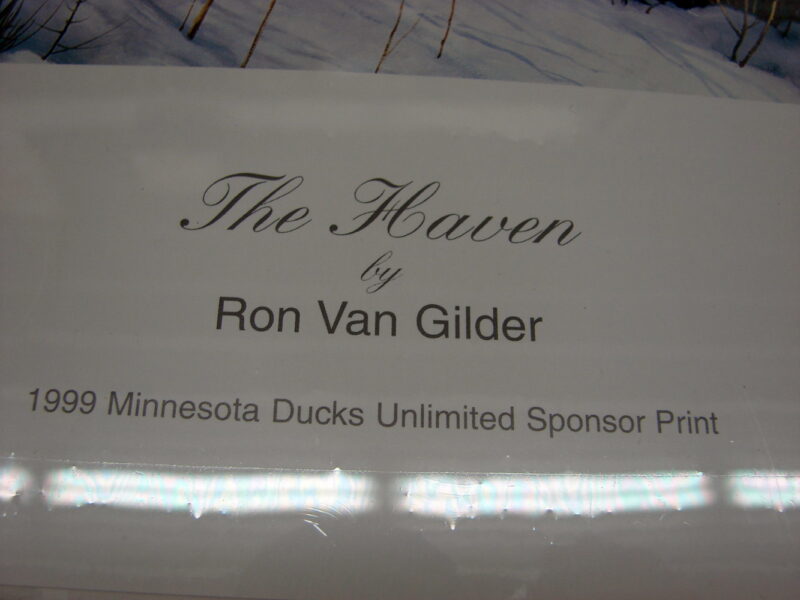 The Haven
by
Ron Van Gilder
1999 Minnesota Ducks Unlimited Sponsor Print